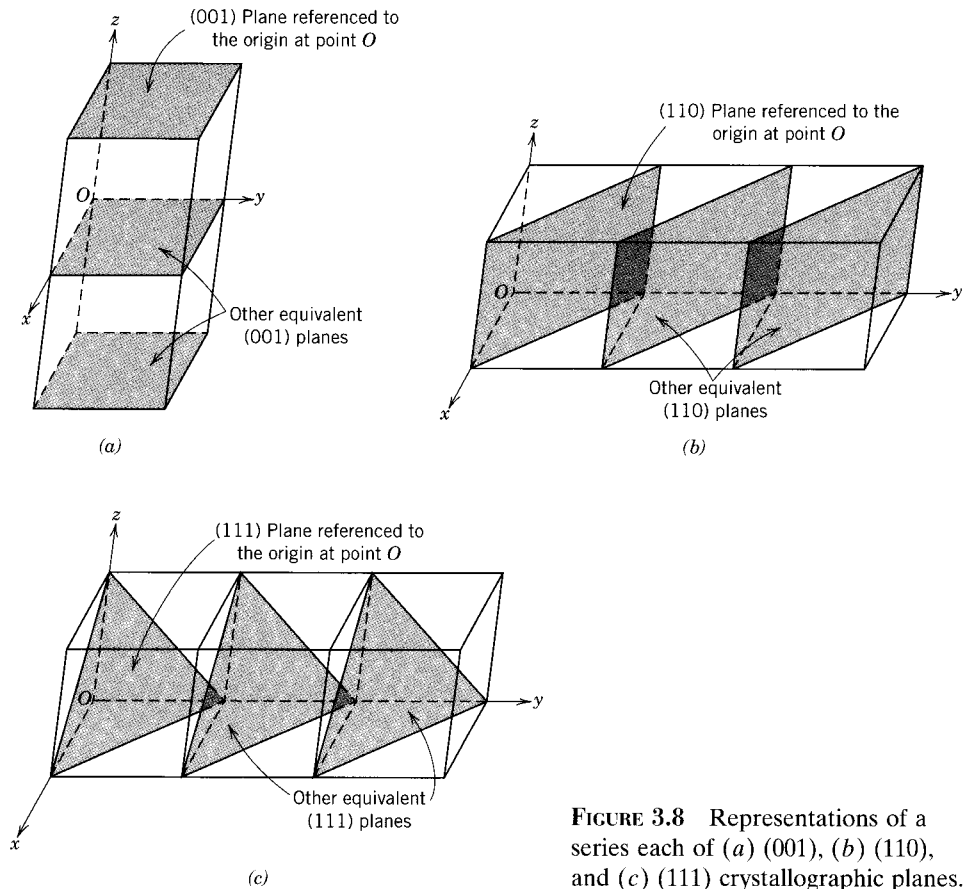 z
(001) Plane referenced to
the origin at point O
O
y
x
Other equivalent
(001) planes
(a)
(110) Plane referenced to the
origin at point O
z
O
y
x
Other equivalent
(110) planes
(b)
z
(111) Plane referenced to
the origin at point O
O
y
x
Other equivalent
(111) planes
(c)
FIGURE 3.8 Representations of a
series each of (a) (001), (b) (110),
and (c) (111) crystallographic planes.